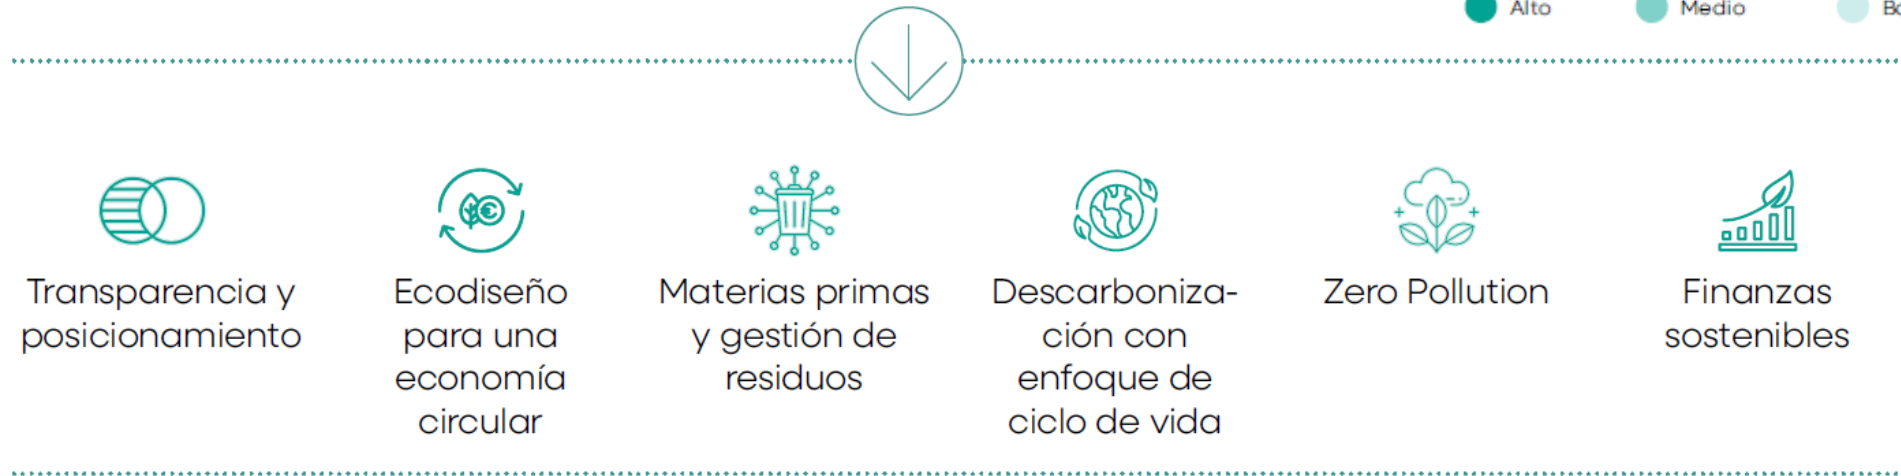 Alto Medio
Transparencia y
posicionamiento
Ecodiseño
para una
economía
circular
Materias primas
y gestión de
residuos
Descarboniza-
ción con
enfoque de
ciclo de vida
Zero Pollution
Finanzas
sostenibles